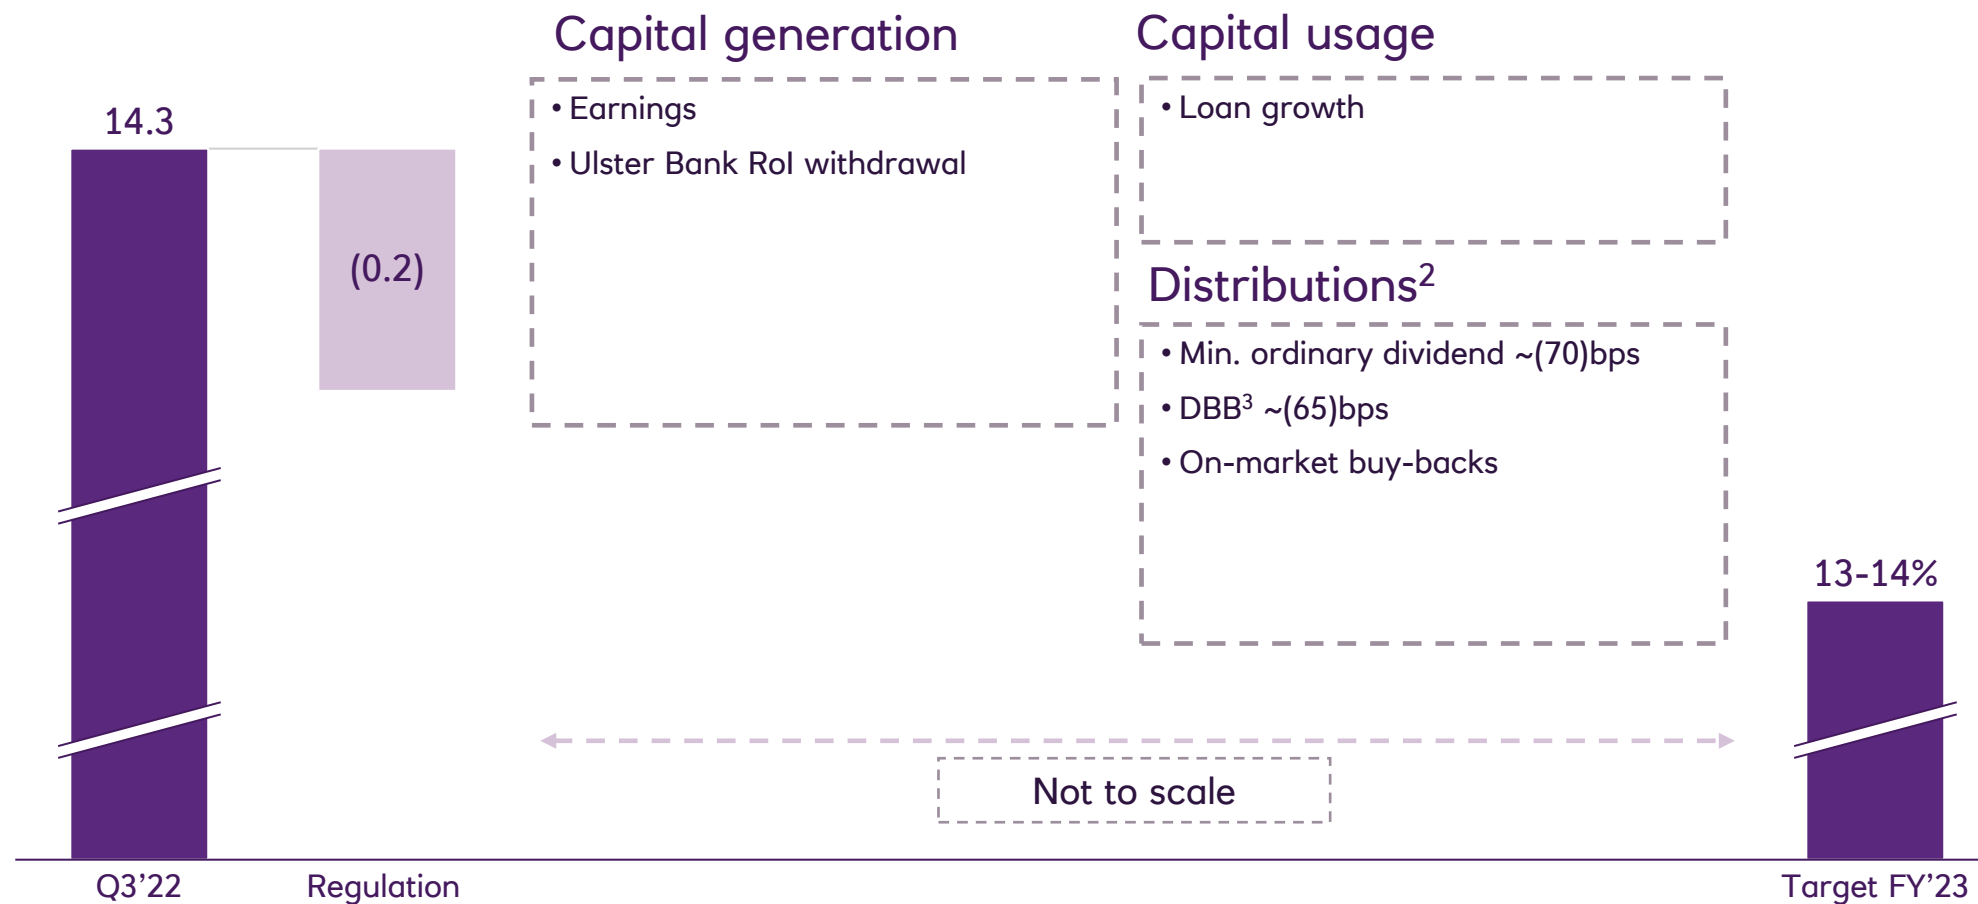 Capital generation
• Earnings
• Ulster Bank RoI withdrawal
Capital usage
• Loan growth
Distributions²
• Min. ordinary dividend ~(70)bps
• DBB³ ~(65)bps
• On-market buy-backs
14.3
(0.2)
13-14%
Not to scale
Q3’22
Regulation
Target FY’23